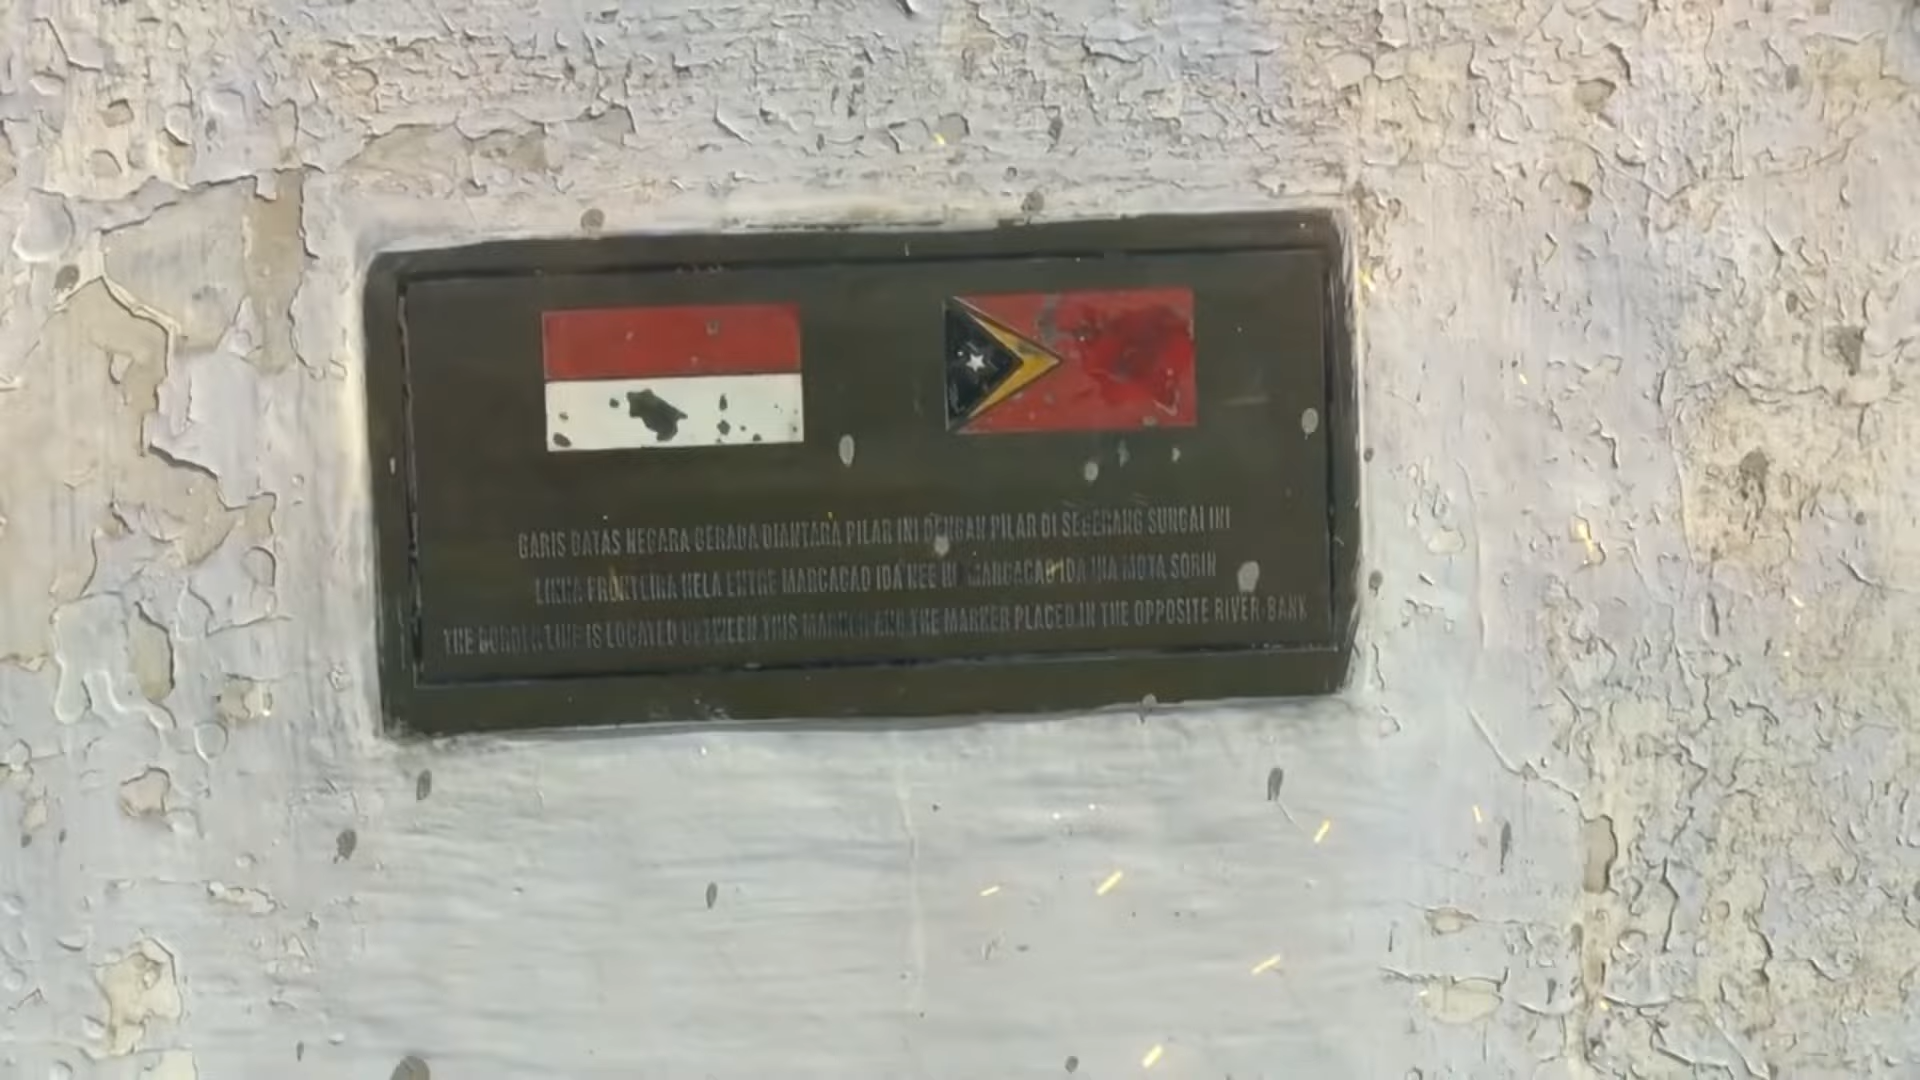 GARIS BATAS NEGARA BERADA DIANTARA PILAR INI DENGAN PILAR DI SEBERANG SUNGAI INI
LINHA FRONTEIRA NELA ENTRE MARCACAO IDA NEE MARCACAO IDA IHA MOTA SORIN
THE BORDER LINE IS LOCATED BETWEEN THIS MARKER AND THE MARKER PLACED IN THE OPPOSITE RIVER-BANK